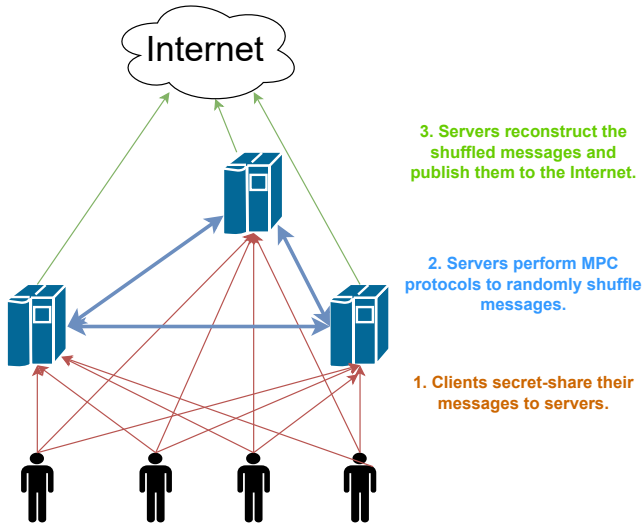 Internet
3. Servers reconstruct the
shuffled messages and
publish them to the Internet.
2. Servers perform MPC
protocols to randomly shuffle
messages.
1. Clients secret-share their
messages to servers.